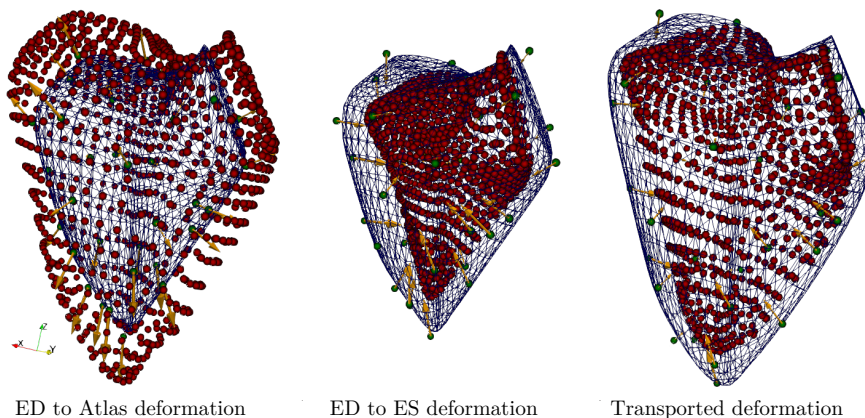 X
Z
Y
ED to Atlas deformation
ED to ES deformation
Transported deformation